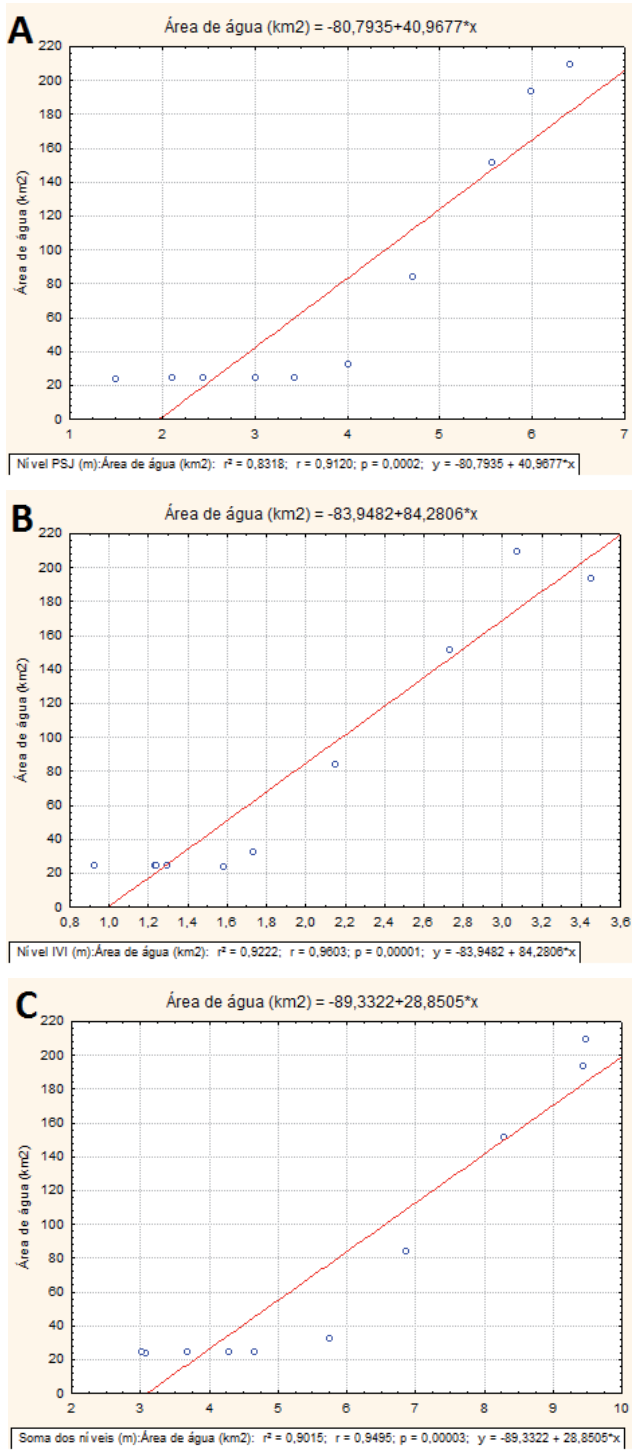 A
Área de água (km2) = -80,7935+40,9677*x
220
200
180
160
140
120
100
80
60
40
20
0
Área de água (km2)
1 2 3 4 5 6 7
Nível PSJ (m):Área de água (km2): r² = 0,8318; r = 0,9120; p = 0,0002; y = -80,7935 + 40,9677*x
B
Área de água (km2) = -83,9482+84,2806*x
220
200
180
160
140
120
100
80
60
40
20
0
Área de água (km2)
0,8 1,0 1,2 1,4 1,6 1,8 2,0 2,2 2,4 2,6 2,8 3,0 3,2 3,4 3,6
Nível IVI (m):Área de água (km2): r² = 0,9222; r = 0,9603; p = 0,00001; y = -83,9482 + 84,2806*x
C
Área de água (km2) = -89,3322+28,8505*x
220
200
180
160
140
120
100
80
60
40
20
0
Área de água (km2)
2 3 4 5 6 7 8 9 10
Soma dos níveis (m):Área de água (km2): r² = 0,9015; r = 0,9495; p = 0,00003; y = -89,3322 + 28,8505*x